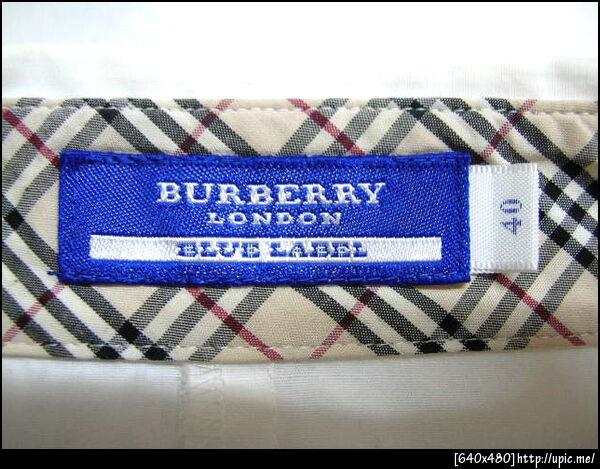 BURBERRY
LONDON
BLUE LABEL
40
[640x480]http://upic.me/